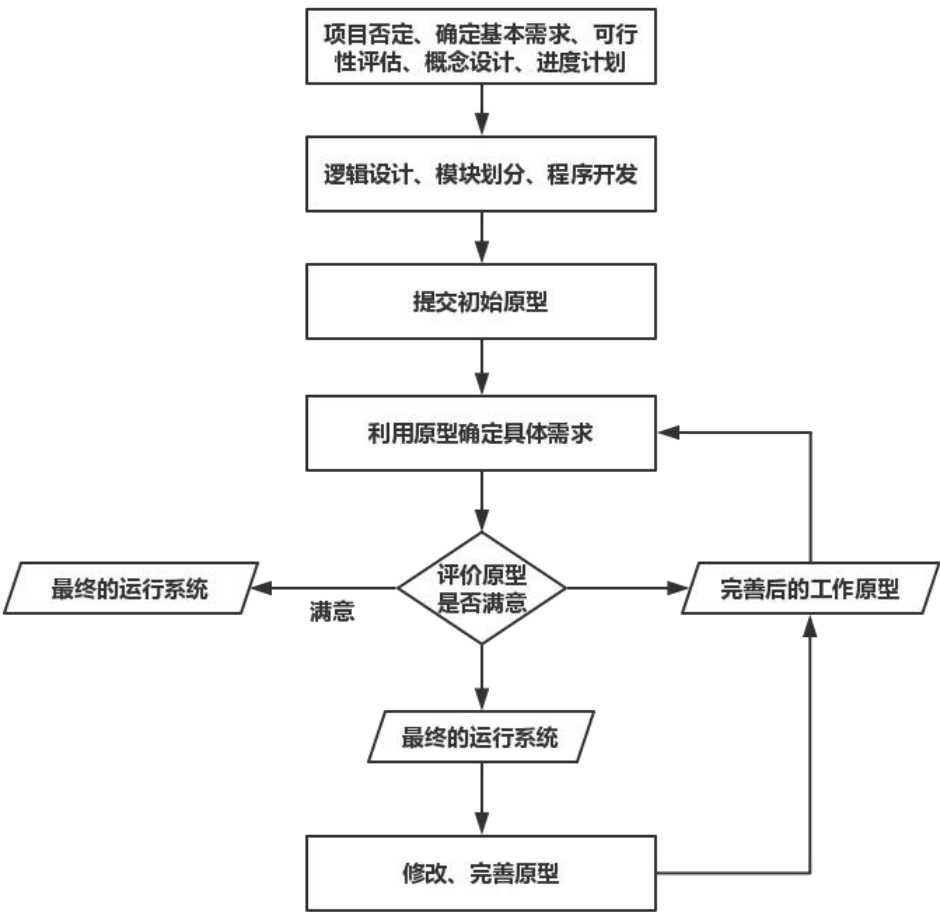 项目否定、确定基本需求、可行
性评估、概念设计、进度计划
逻辑设计、模块划分、程序开发
提交初始原型
利用原型确定具体需求
评价原型
是否满意
最终的运行系统
满意
完善后的工作原型
最终的运行系统
修改、完善原型